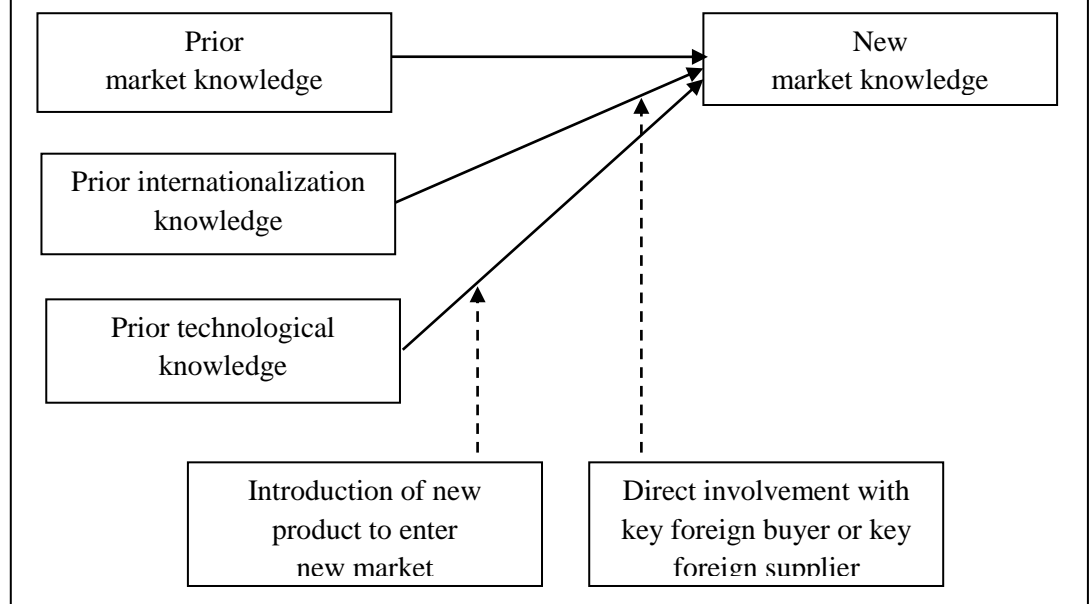 Prior
market knowledge
New
market knowledge
Prior internationalization
knowledge
Prior technological
knowledge
Introduction of new
product to enter
new market
Direct involvement with
key foreign buyer or key
foreign supplier